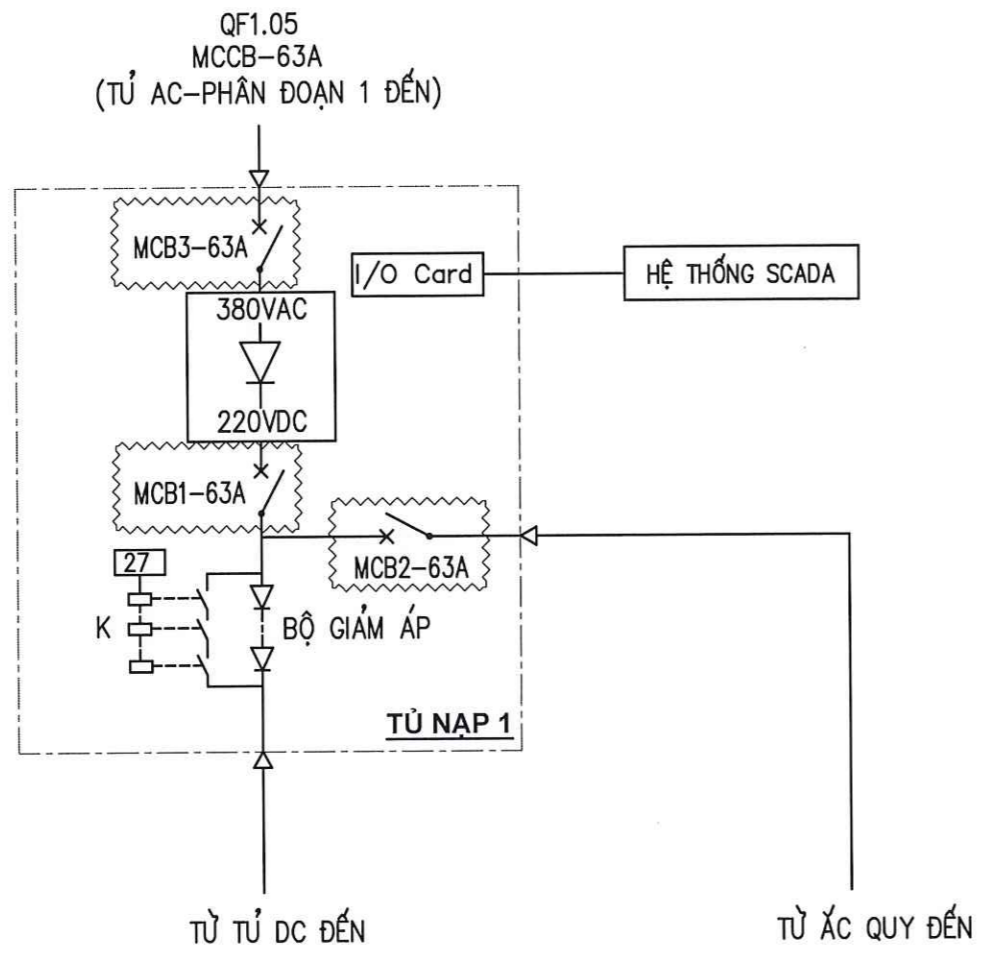 QF1.05
MCCB-63A
(TỦ AC-PHÂN ĐOẠN 1 ĐẾN)
MCB3-63A
I/O Card
HỆ THỐNG SCADA
380VAC
220VDC
MCB1-63A
MCB2-63A
27
K
BỘ GIẢM ÁP
TỦ NẠP 1
TỪ TỦ DC ĐẾN
TỪ ẮC QUY ĐẾN